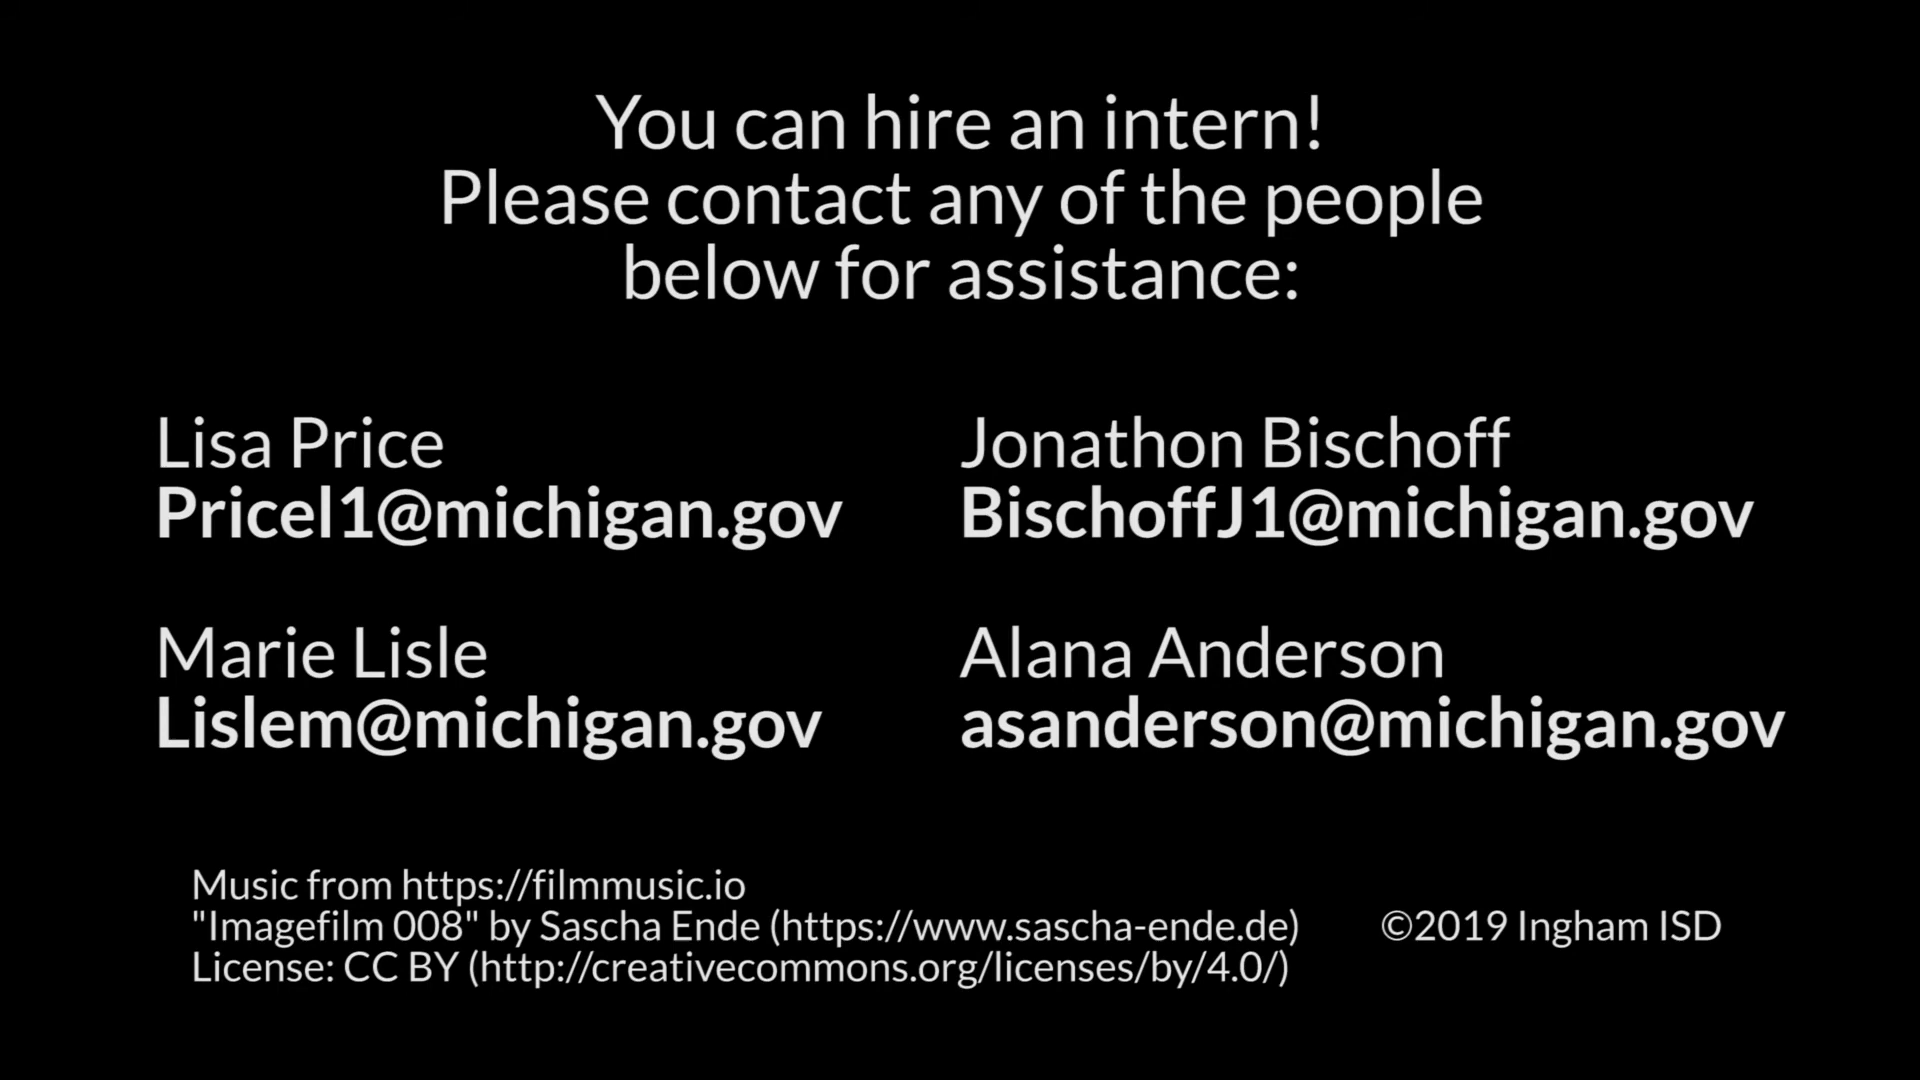 You can hire an intern!
Please contact any of the people
below for assistance:
Lisa Price
Pricel1@michigan.gov
Jonathon Bischoff
BischoffJ1@michigan.gov
Marie Lisle
Lislem@michigan.gov
Alana Anderson
asanderson@michigan.gov
Music from https://filmmusic.io
"Imagefilm 008" by Sascha Ende (https://www.sascha-ende.de)
License: CC BY (http://creativecommons.org/licenses/by/4.0/)
©2019 Ingham ISD